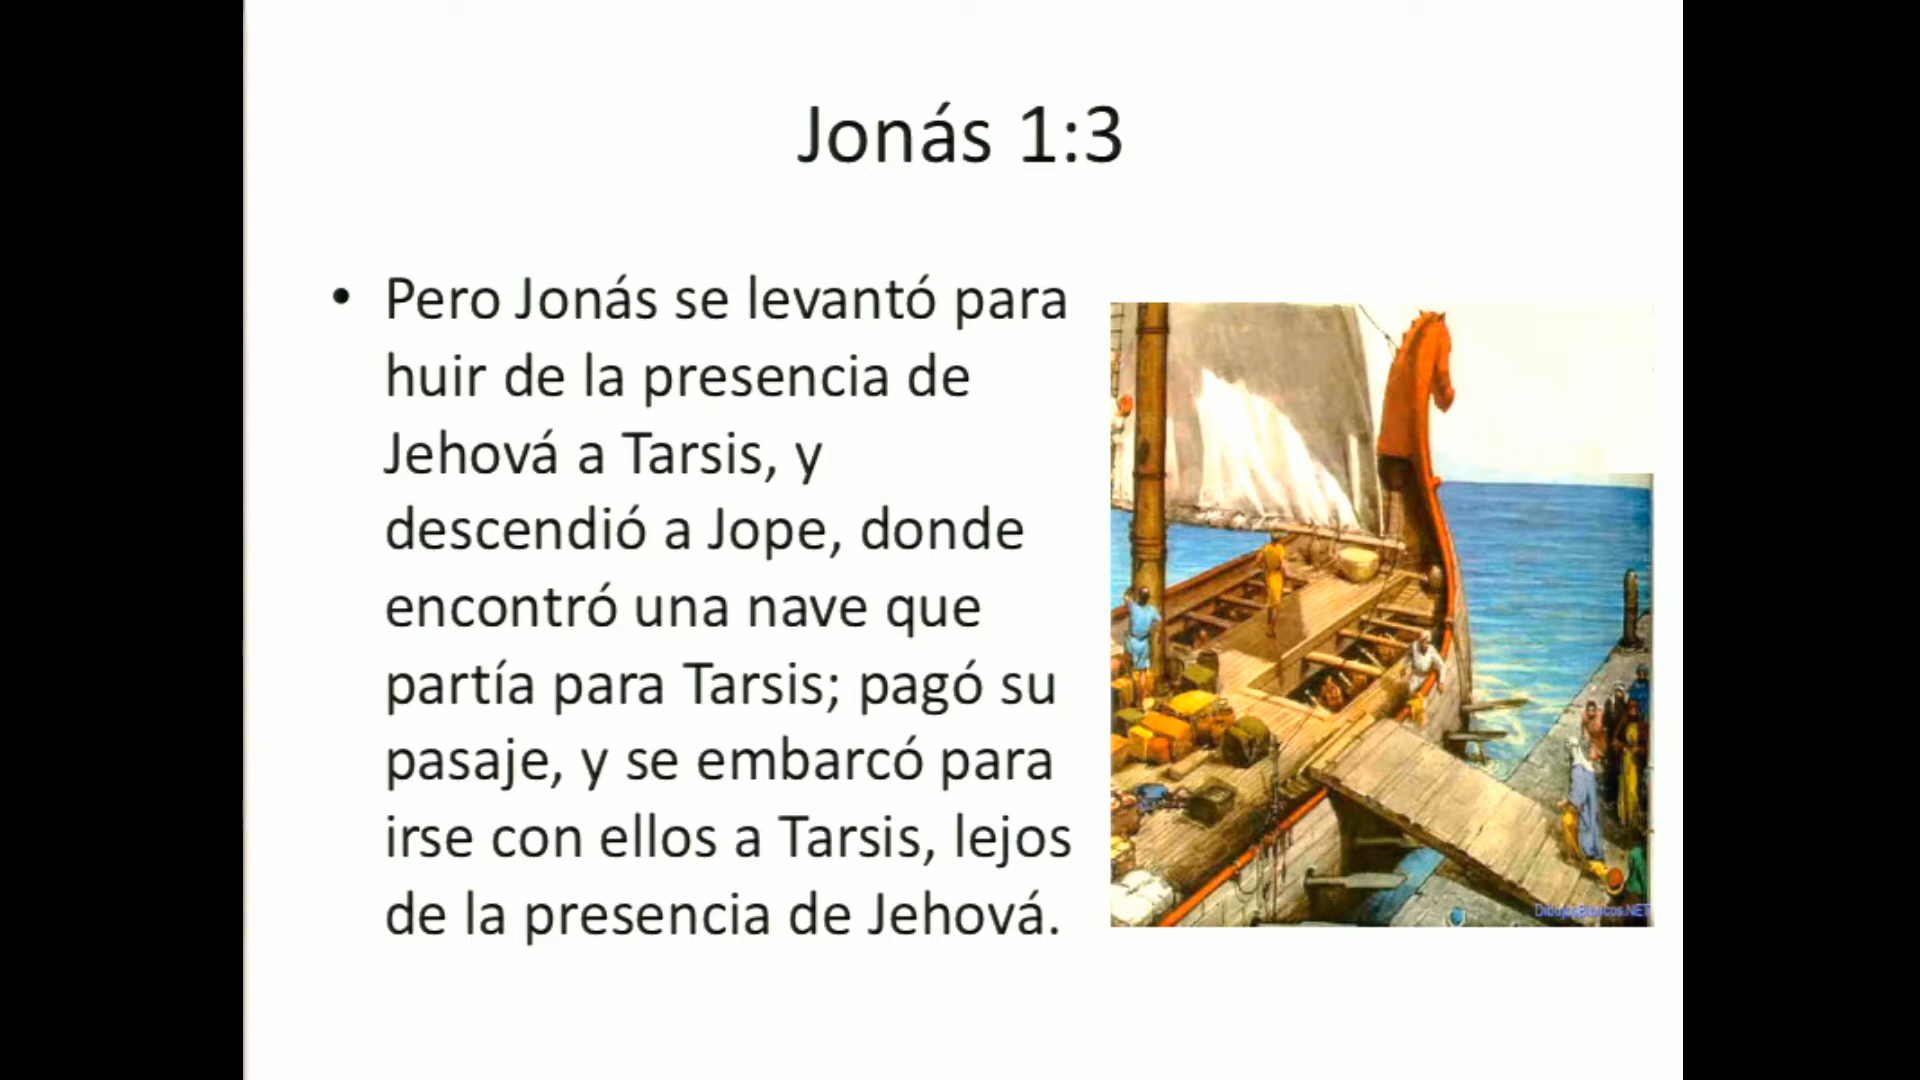 Jonás 1:3
• Pero Jonás se levantó para
huir de la presencia de
Jehová a Tarsis, y
descendió a Jope, donde
encontró una nave que
partía para Tarsis; pagó su
pasaje, y se embarcó para
irse con ellos a Tarsis, lejos
de la presencia de Jehová.
DibujosBiblicos.NET